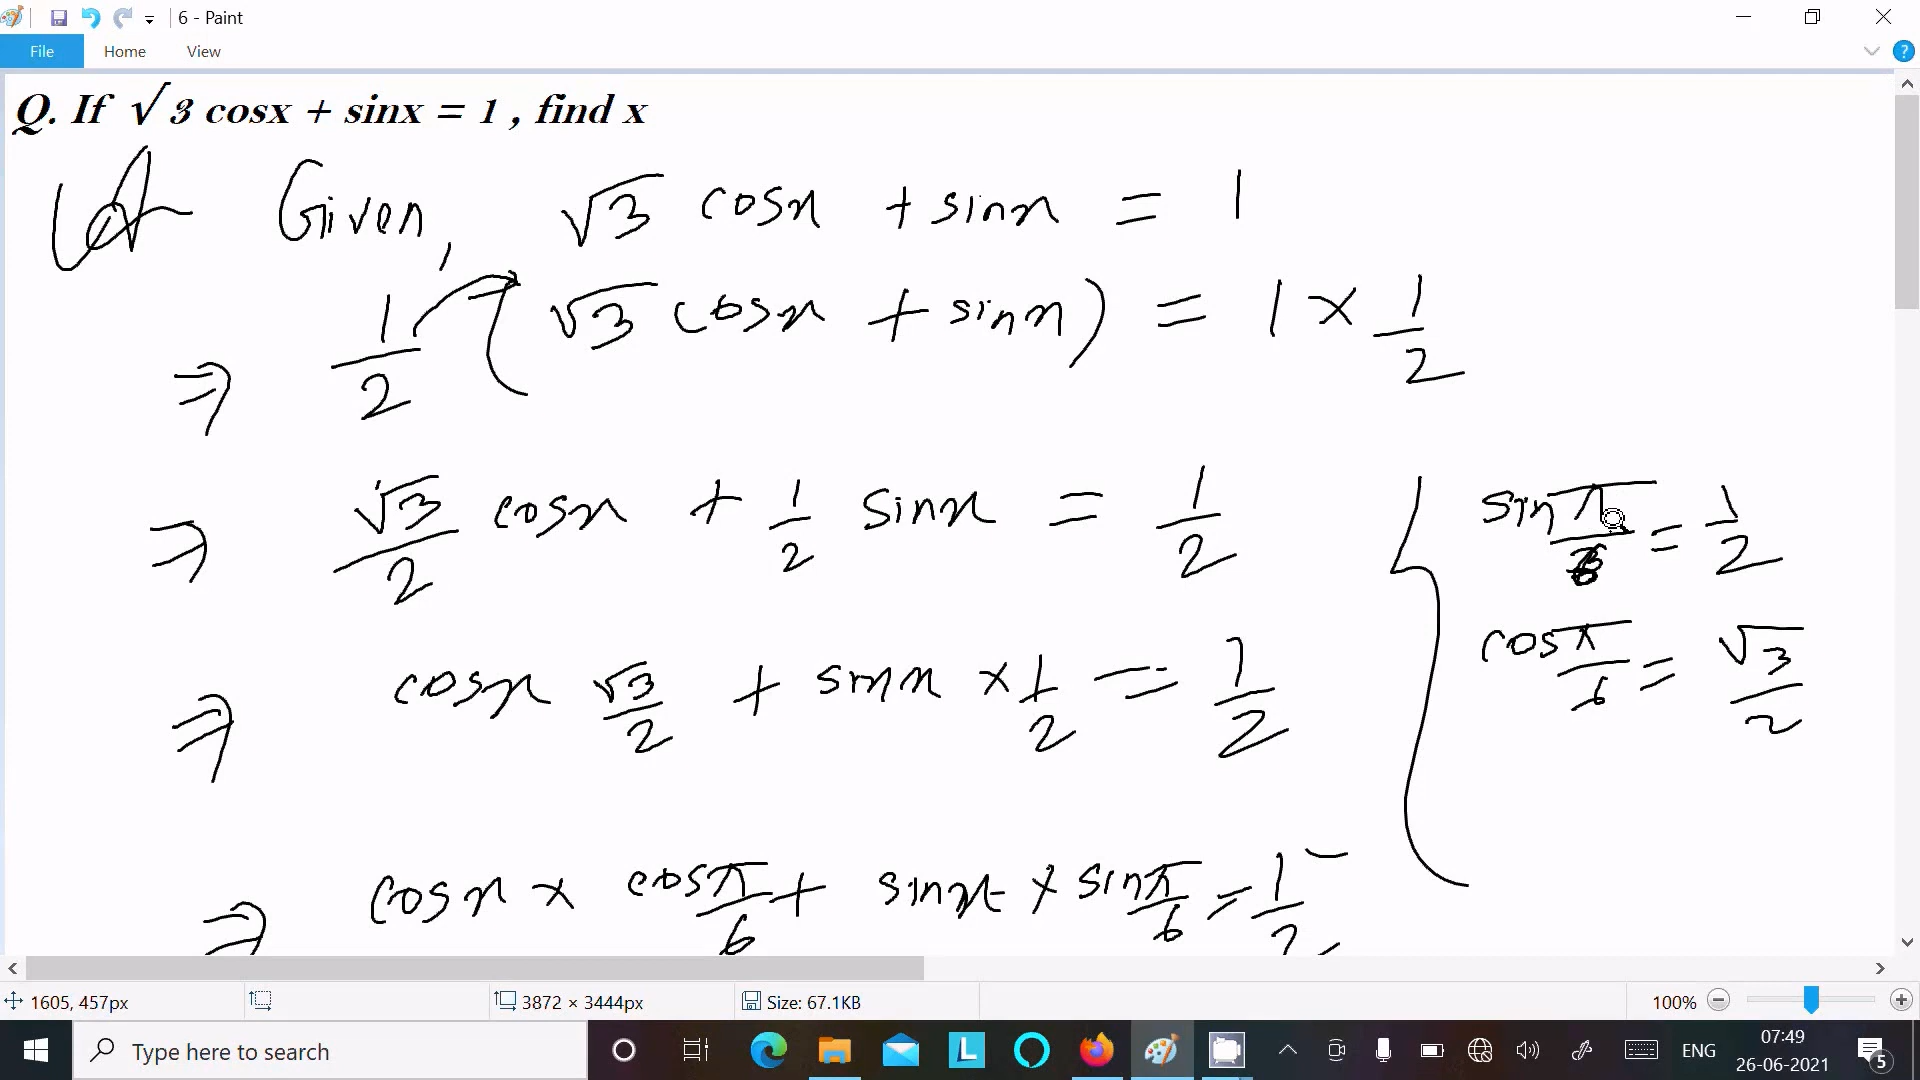 6 - Paint
File Home View
Q. If √3 cosx + sinx = 1 , find x
Given, √3 cosx + sinx = 1
⇒ 1/2 (√3 cosx + sinx) = 1 × 1/2
⇒ √3/2 cosx + 1/2 sinx = 1/2
sin π/6 = 1/2
cos π/6 = √3/2
⇒ cosx √3/2 + sinx × 1/2 = 1/2
⇒ cosx × cos π/6 + sinx × sin π/6 = 1/2
1605, 457px 3872 × 3444px Size: 67.1KB 100%
Type here to search
ENG 07:49
26-06-2021
5